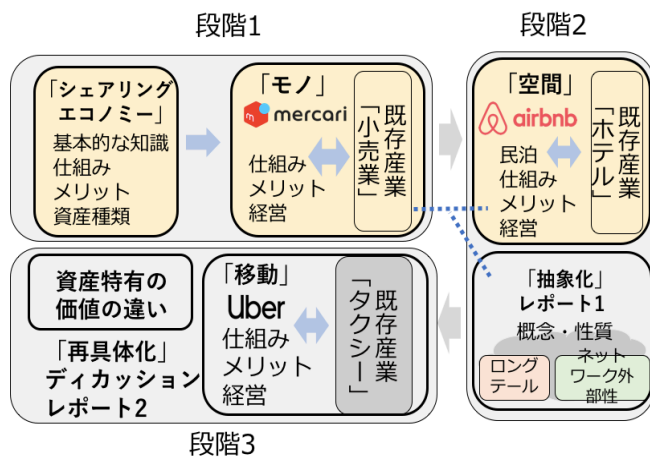 段階1
段階2
「シェアリング
エコノミー」
基本的な知識
仕組み
メリット
資産種類
「モノ」
mercari
仕組み
メリット
経営
既存産業
「小売業」
「空間」
airbnb
民泊
仕組み
メリット
経営
既存産業
「ホテル」
資産特有の
価値の違い
「再具体化」
ディカッション
レポート2
「移動」
Uber
仕組み
メリット
経営
既存産業
「タクシー」
「抽象化」
レポート1
概念・性質
ロング
テール
ネット
ワーク外
部性
段階3